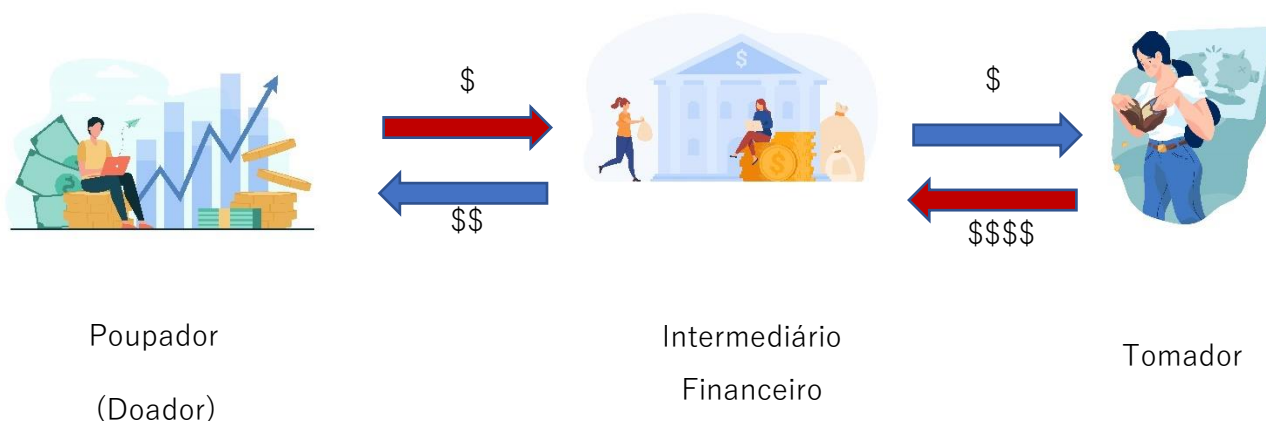 $
$
$$
$$$$
Poupador
(Doador)
Intermediário
Financeiro
Tomador